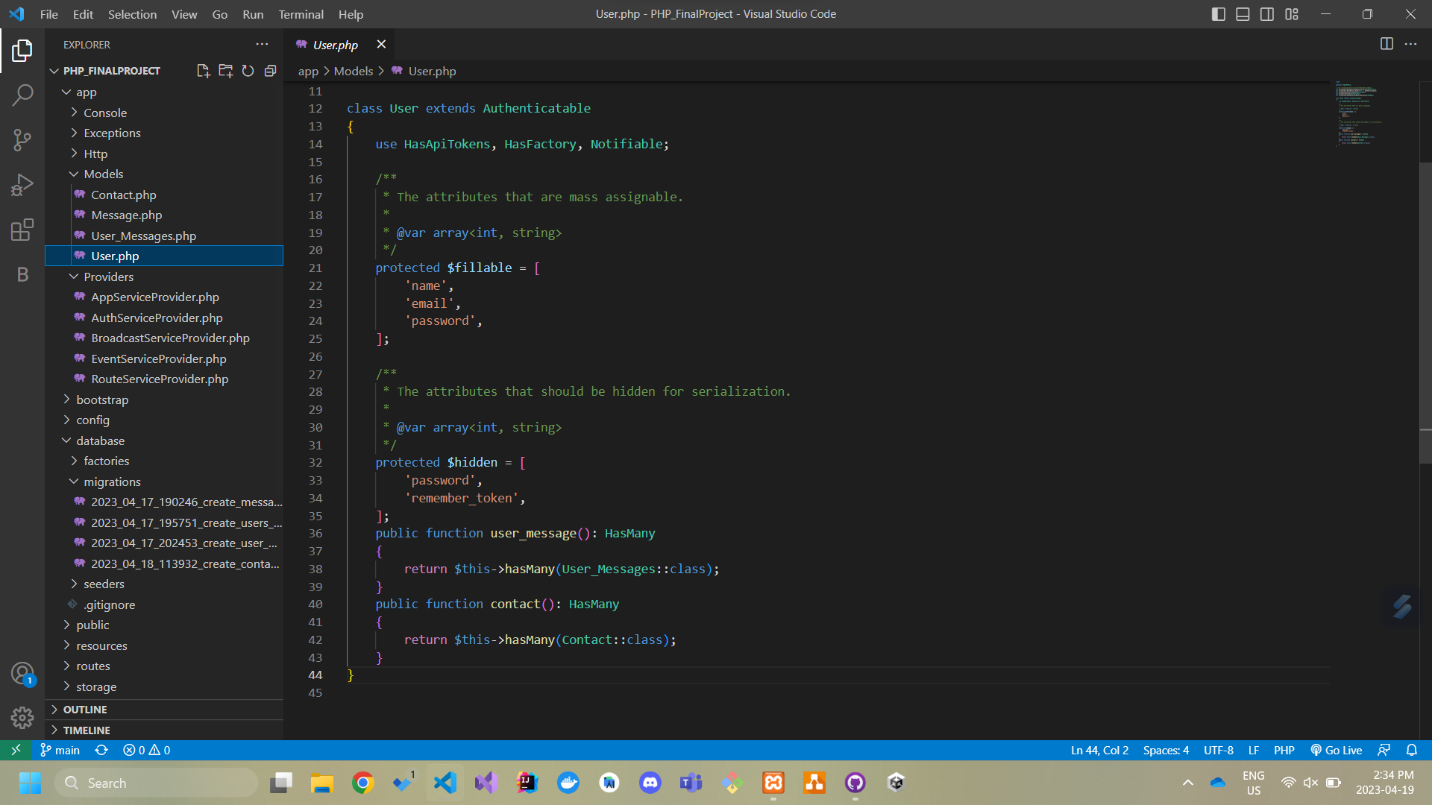 File Edit Selection View Go Run Terminal Help
User.php - PHP_FinalProject - Visual Studio Code
EXPLORER
PHP_FINALPROJECT
app
Console
Exceptions
Http
Models
Contact.php
Message.php
User_Messages.php
User.php
Providers
AppServiceProvider.php
AuthServiceProvider.php
BroadcastServiceProvider.php
EventServiceProvider.php
RouteServiceProvider.php
bootstrap
config
database
factories
migrations
2023_04_17_190246_create_messa...
2023_04_17_195751_create_users_...
2023_04_17_202453_create_user_...
2023_04_18_113932_create_conta...
seeders
.gitignore
public
resources
routes
storage
OUTLINE
TIMELINE
User.php
app > Models > User.php
11
12 class User extends Authenticatable
13 {
14 use HasApiTokens, HasFactory, Notifiable;
15
16 /**
17 * The attributes that are mass assignable.
18 *
19 * @var array<int, string>
20 */
21 protected $fillable = [
22 'name',
23 'email',
24 'password',
25 ];
26
27 /**
28 * The attributes that should be hidden for serialization.
29 *
30 * @var array<int, string>
31 */
32 protected $hidden = [
33 'password',
34 'remember_token',
35 ];
36 public function user_message(): HasMany
37 {
38 return $this->hasMany(User_Messages::class);
39 }
40 public function contact(): HasMany
41 {
42 return $this->hasMany(Contact::class);
43 }
44 }
45
1
main 0 0
Ln 44, Col 2 Spaces: 4 UTF-8 LF PHP Go Live
Search
1
ENG
US
2:34 PM
2023-04-19